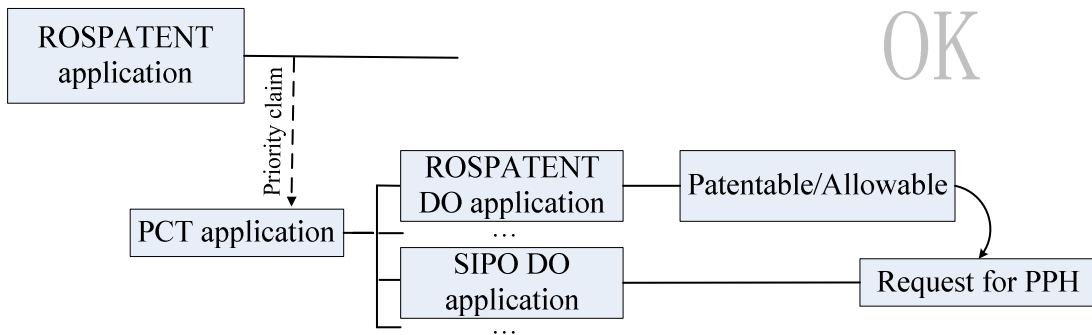 ROSPATENT
application
OK
Priority claim
ROSPATENT
DO application
Patentable/Allowable
PCT application
…
SIPO DO
application
Request for PPH
…